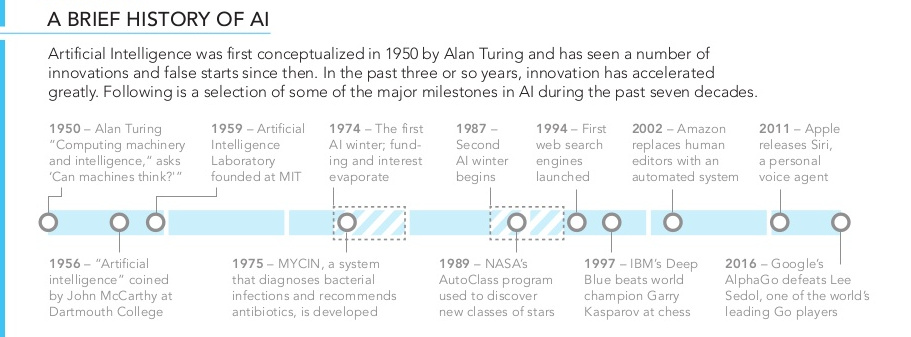 A BRIEF HISTORY OF AI
Artificial Intelligence was first conceptualized in 1950 by Alan Turing and has seen a number of
innovations and false starts since then. In the past three or so years, innovation has accelerated
greatly. Following is a selection of some of the major milestones in AI during the past seven decades.
1950 – Alan Turing
"Computing machinery
and intelligence," asks
'Can machines think?'"
1959 – Artificial
Intelligence
Laboratory
founded at MIT
1974 – The first
AI winter; fund-
ing and interest
evaporate
1987 –
Second
AI winter
begins
1994 – First
web search
engines
launched
2002 – Amazon
replaces human
editors with an
automated system
2011 – Apple
releases Siri,
a personal
voice agent
1956 – "Artificial
intelligence" coined
by John McCarthy at
Dartmouth College
1975 – MYCIN, a system
that diagnoses bacterial
infections and recommends
antibiotics, is developed
1989 – NASA's
AutoClass program
used to discover
new classes of stars
1997 – IBM's Deep
Blue beats world
champion Garry
Kasparov at chess
2016 – Google's
AlphaGo defeats Lee
Sedol, one of the world's
leading Go players